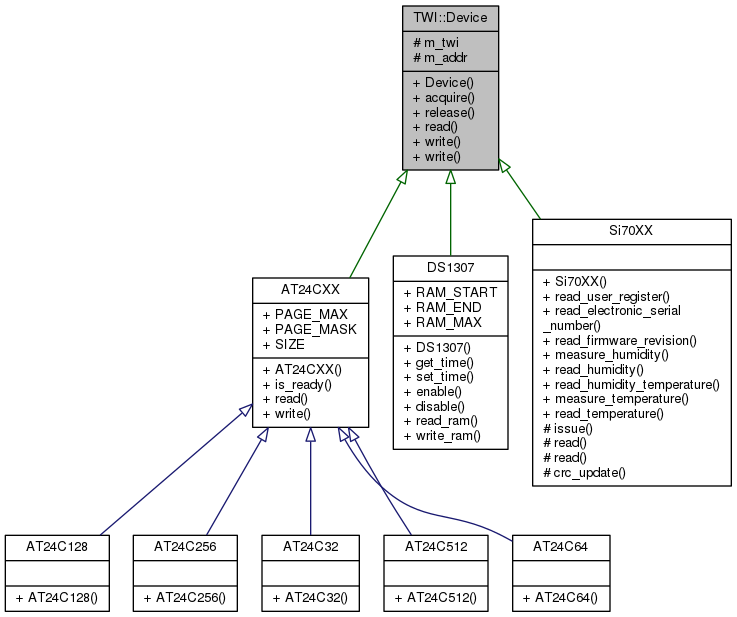 TWI::Device
# m_twi
# m_addr
+ Device()
+ acquire()
+ release()
+ read()
+ write()
+ write()
AT24CXX
+ PAGE_MAX
+ PAGE_MASK
+ SIZE
+ AT24CXX()
+ is_ready()
+ read()
+ write()
DS1307
+ RAM_START
+ RAM_END
+ RAM_MAX
+ DS1307()
+ get_time()
+ set_time()
+ enable()
+ disable()
+ read_ram()
+ write_ram()
Si70XX
+ Si70XX()
+ read_user_register()
+ read_electronic_serial
_number()
+ read_firmware_revision()
+ measure_humidity()
+ read_humidity()
+ read_humidity_temperature()
+ measure_temperature()
+ read_temperature()
# issue()
# read()
# read()
# crc_update()
AT24C128
+ AT24C128()
AT24C256
+ AT24C256()
AT24C32
+ AT24C32()
AT24C512
+ AT24C512()
AT24C64
+ AT24C64()